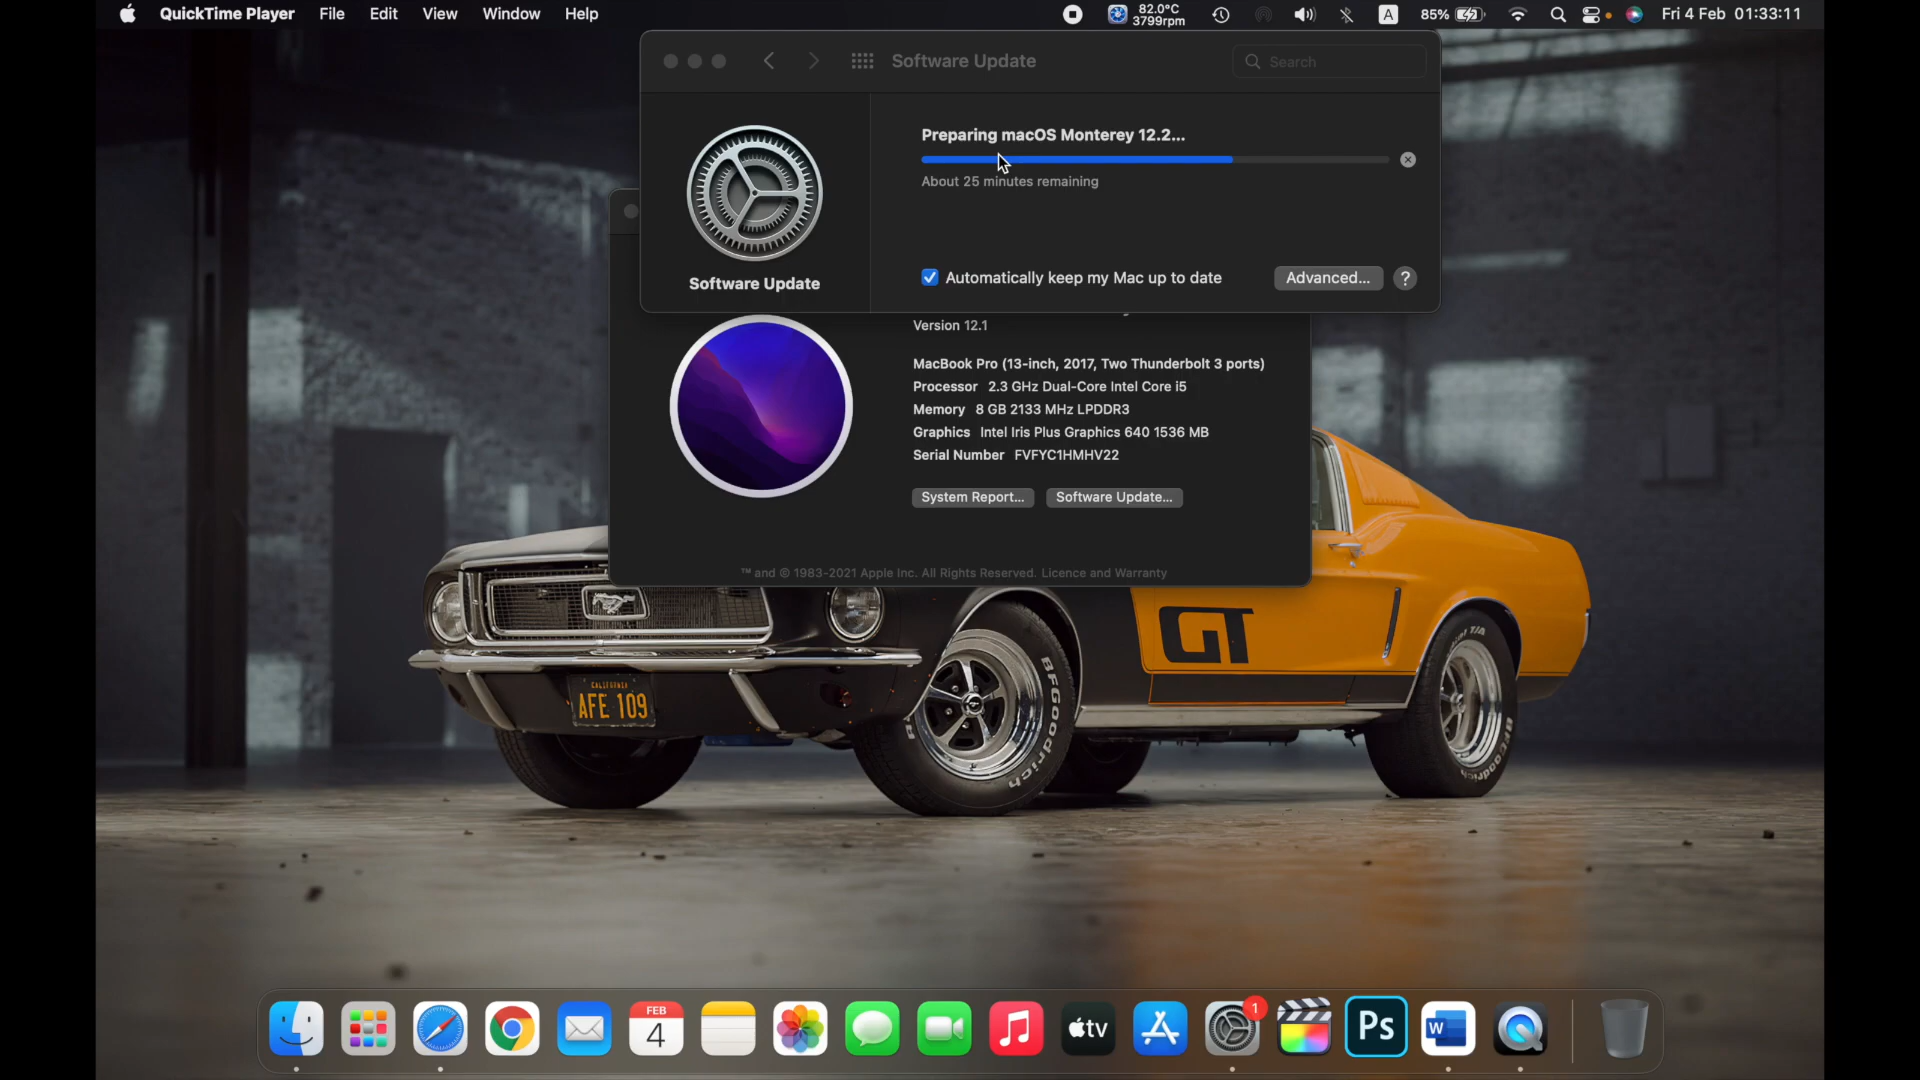 QuickTime Player File Edit View Window Help 82.0°C 3799rpm A 85% Fri 4 Feb 01:33:11
Software Update Search
Preparing macOS Monterey 12.2...
About 25 minutes remaining
Automatically keep my Mac up to date Advanced... ?
Software Update
Version 12.1
MacBook Pro (13-inch, 2017, Two Thunderbolt 3 ports)
Processor 2.3 GHz Dual-Core Intel Core i5
Memory 8 GB 2133 MHz LPDDR3
Graphics Intel Iris Plus Graphics 640 1536 MB
Serial Number FVFYC1HMHV22
System Report... Software Update...
™ and © 1983-2021 Apple Inc. All Rights Reserved. Licence and Warranty
GT
CALIFORNIA
AFE 109
BFGoodrich
BFGoodrich
FEB
4
tv
1
Ps
W